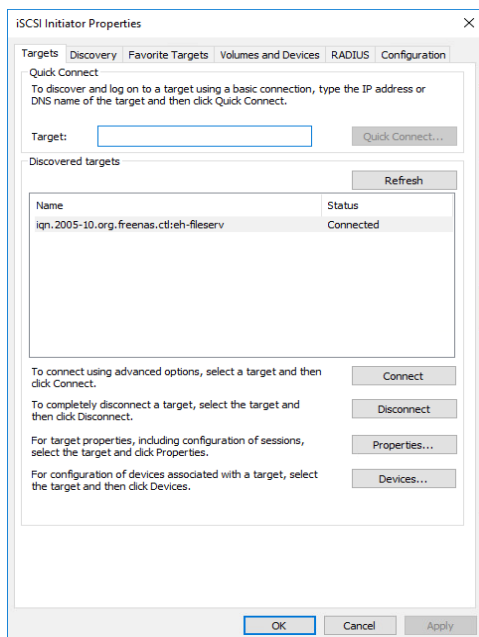 iSCSI Initiator Properties
Targets Discovery Favorite Targets Volumes and Devices RADIUS Configuration
Quick Connect
To discover and log on to a target using a basic connection, type the IP address or
DNS name of the target and then click Quick Connect.
Target:
Quick Connect...
Discovered targets
Refresh
Name Status
iqn.2005-10.org.freenas.ctl:eh-fileserv Connected
To connect using advanced options, select a target and then
click Connect.
Connect
To completely disconnect a target, select the target and
then click Disconnect.
Disconnect
For target properties, including configuration of sessions,
select the target and click Properties.
Properties...
For configuration of devices associated with a target, select
the target and then click Devices.
Devices...
OK Cancel Apply